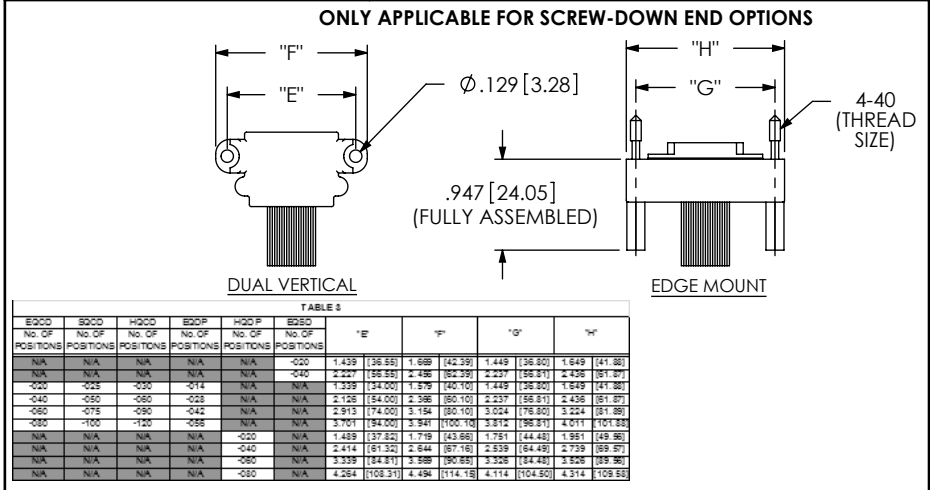 ONLY APPLICABLE FOR SCREW-DOWN END OPTIONS
"F"
"E"
Ø.129 [3.28]
"H"
"G"
4-40
(THREAD
SIZE)
.947 [24.05]
(FULLY ASSEMBLED)
DUAL VERTICAL
EDGE MOUNT
TABLE 3
EQCD SQCD HQCD EQDP HQDP EQSD
No. OF POSITIONS No. OF POSITIONS No. OF POSITIONS No. OF POSITIONS No. OF POSITIONS No. OF POSITIONS "E" "F" "G" "H"
N/A N/A N/A N/A N/A -020 1.439 [36.55] 1.669 [42.39] 1.449 [36.80] 1.649 [41.88]
N/A N/A N/A N/A N/A -040 2.227 [56.55] 2.456 [62.39] 2.237 [56.81] 2.436 [61.87]
-020 -025 -030 -014 N/A N/A 1.339 [34.00] 1.579 [40.10] 1.449 [36.80] 1.649 [41.88]
-040 -050 -060 -028 N/A N/A 2.126 [54.00] 2.366 [60.10] 2.237 [56.81] 2.436 [61.87]
-060 -075 -090 -042 N/A N/A 2.913 [74.00] 3.154 [80.10] 3.024 [76.80] 3.224 [81.89]
-080 -100 -120 -056 N/A N/A 3.701 [94.00] 3.941 [100.10] 3.812 [96.81] 4.011 [101.88]
N/A N/A N/A N/A -020 N/A 1.489 [37.82] 1.719 [43.66] 1.751 [44.48] 1.951 [49.56]
N/A N/A N/A N/A -040 N/A 2.414 [61.32] 2.644 [67.16] 2.539 [64.49] 2.739 [69.57]
N/A N/A N/A N/A -060 N/A 3.339 [84.81] 3.569 [90.65] 3.326 [84.48] 3.526 [89.56]
N/A N/A N/A N/A -080 N/A 4.264 [108.31] 4.494 [114.15] 4.114 [104.50] 4.314 [109.58]